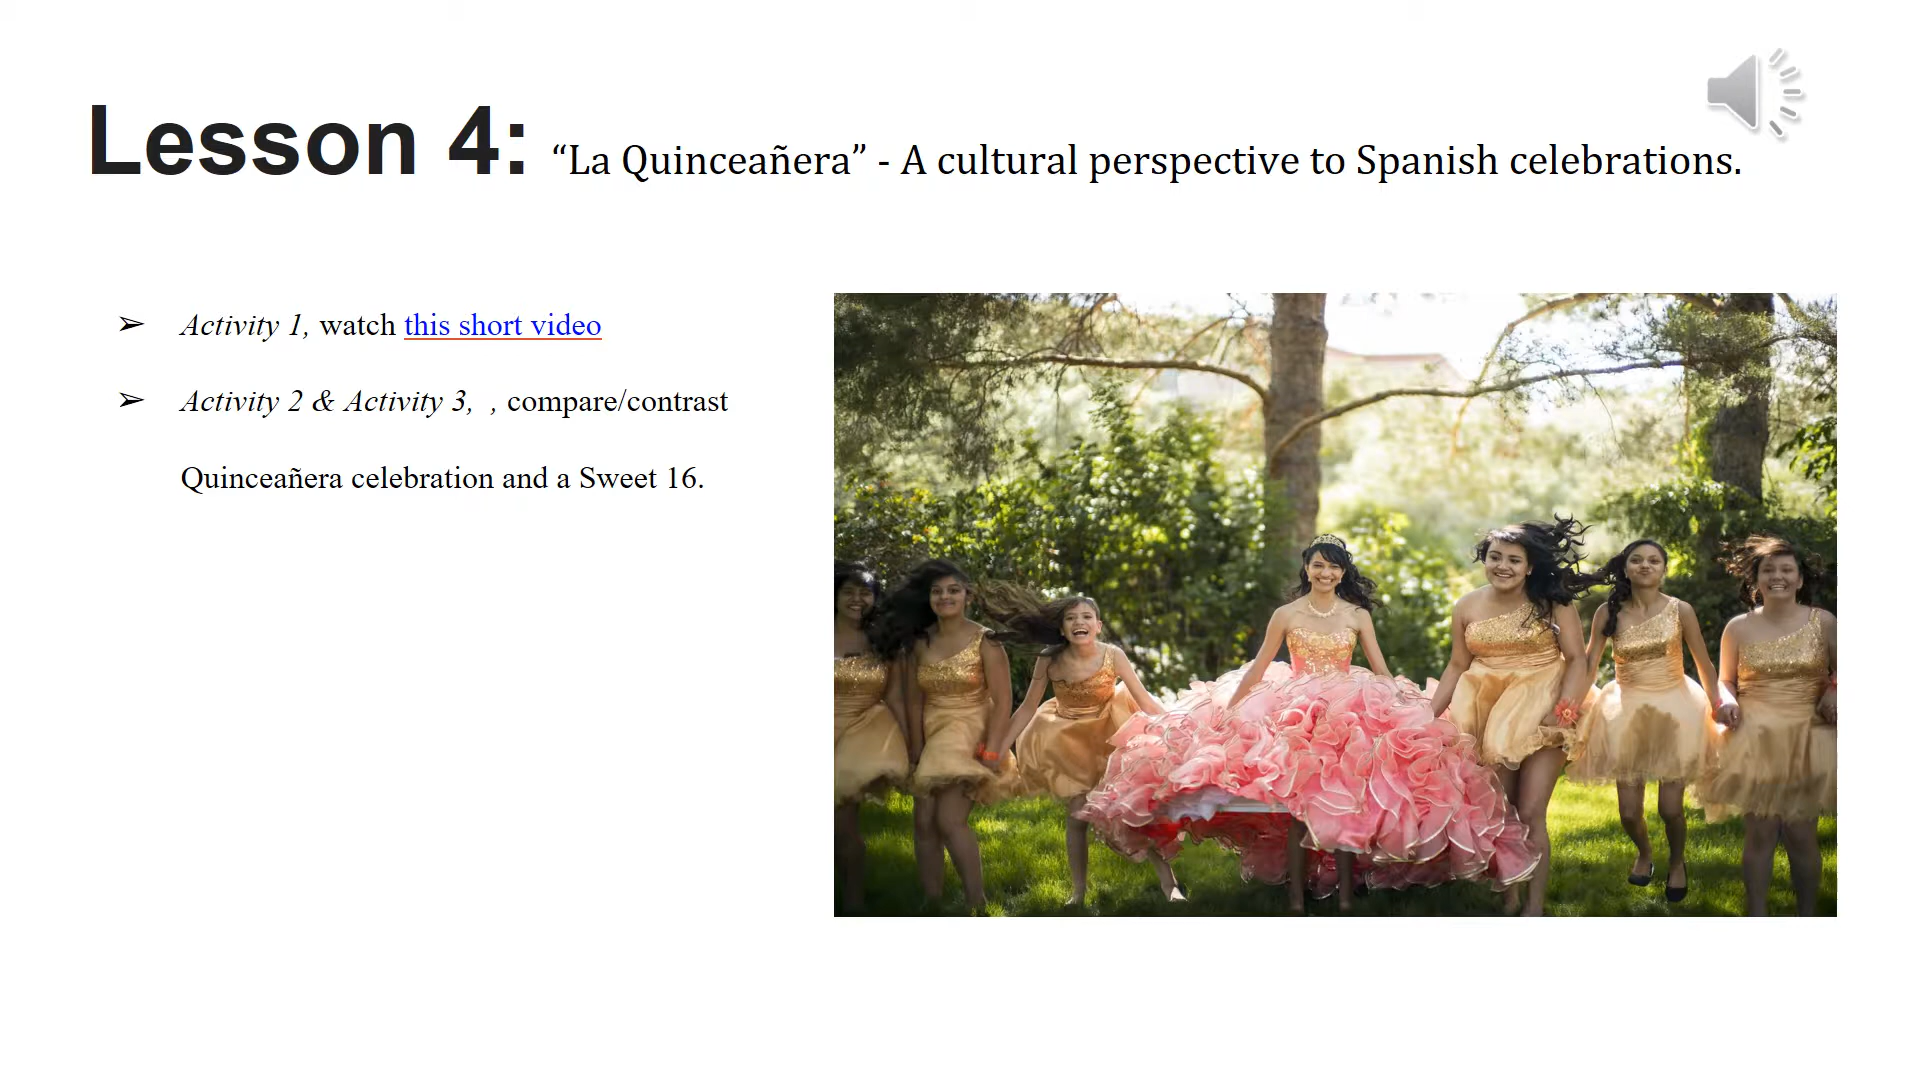 Lesson 4: “La Quinceañera” - A cultural perspective to Spanish celebrations.
➢ Activity 1, watch this short video
➢ Activity 2 & Activity 3,  , compare/contrast
Quinceañera celebration and a Sweet 16.